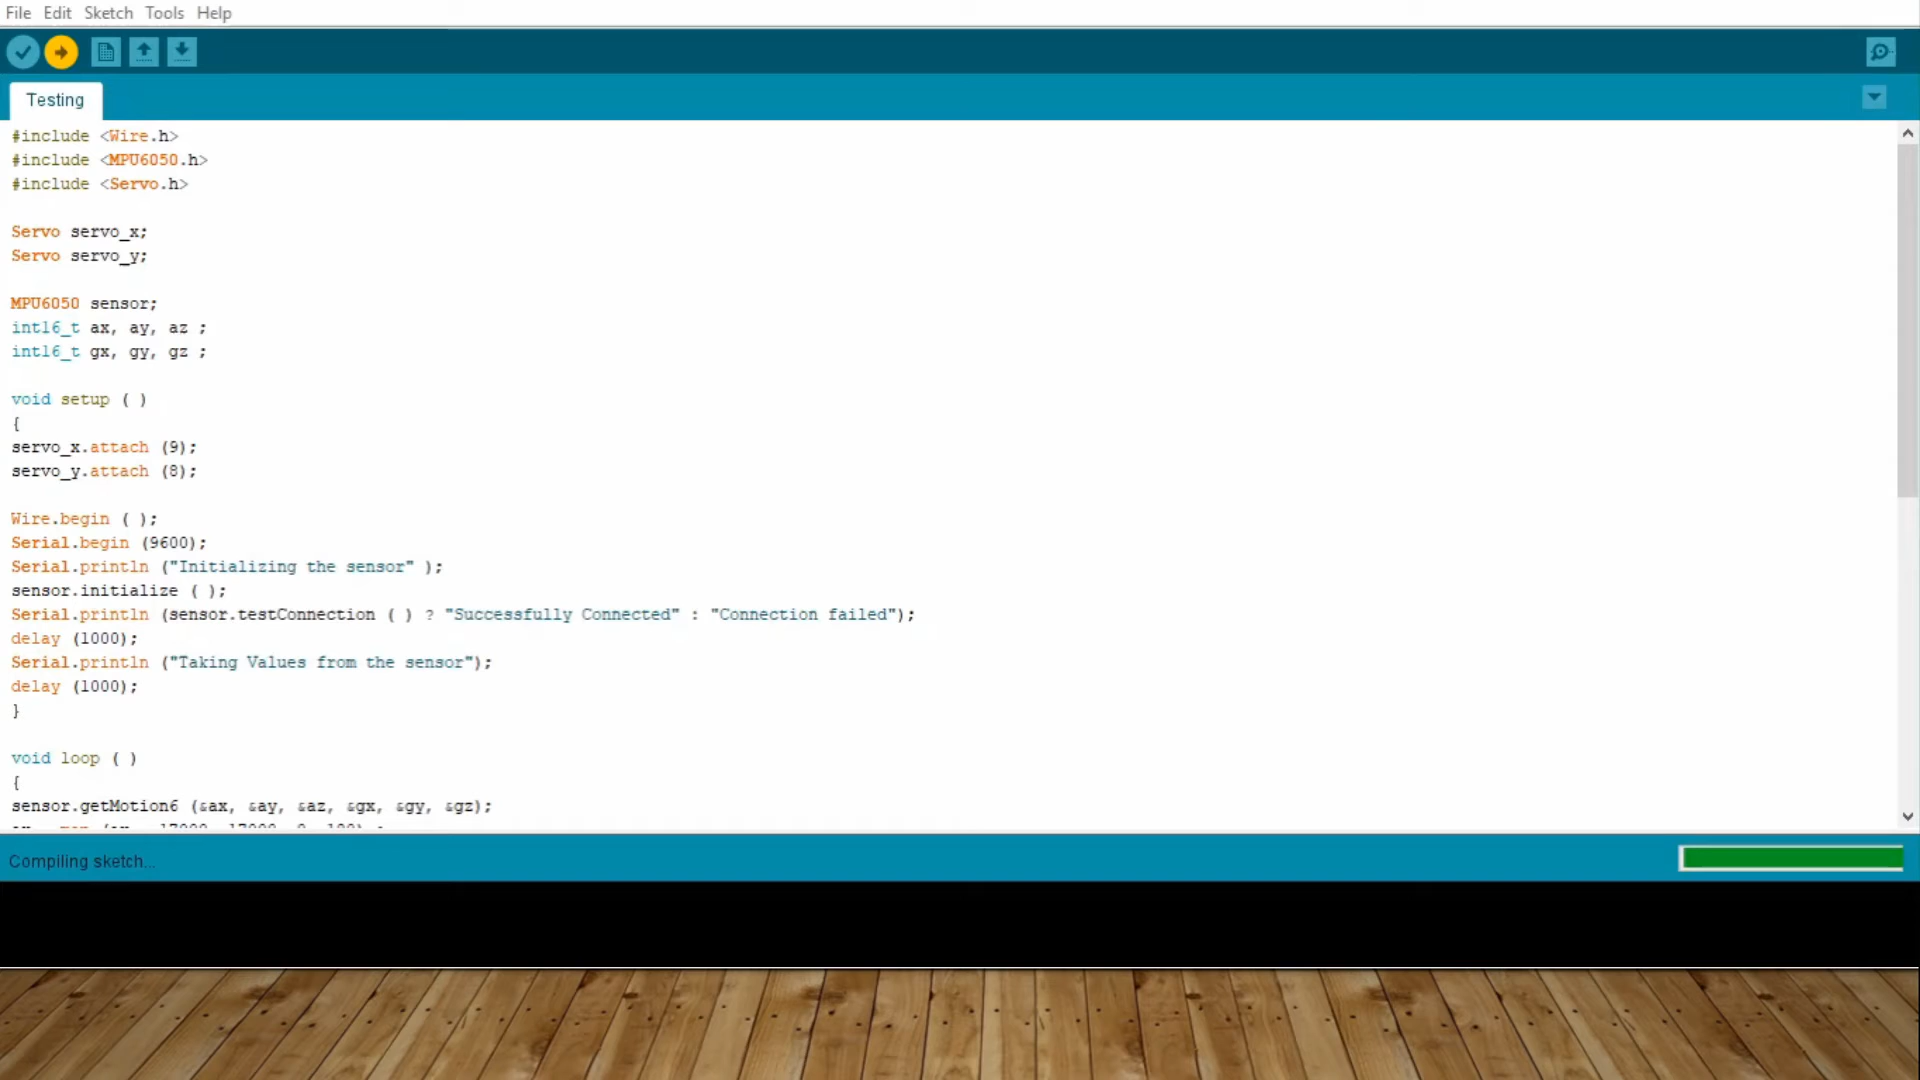 File Edit Sketch Tools Help
Testing
#include <Wire.h>
#include <MPU6050.h>
#include <Servo.h>
Servo servo_x;
Servo servo_y;
MPU6050 sensor;
int16_t ax, ay, az ;
int16_t gx, gy, gz ;
void setup ( )
{
servo_x.attach (9);
servo_y.attach (8);
Wire.begin ( );
Serial.begin (9600);
Serial.println ("Initializing the sensor" );
sensor.initialize ( );
Serial.println (sensor.testConnection ( ) ? "Successfully Connected" : "Connection failed");
delay (1000);
Serial.println ("Taking Values from the sensor");
delay (1000);
}
void loop ( )
{
sensor.getMotion6 (&ax, &ay, &az, &gx, &gy, &gz);
Compiling sketch...